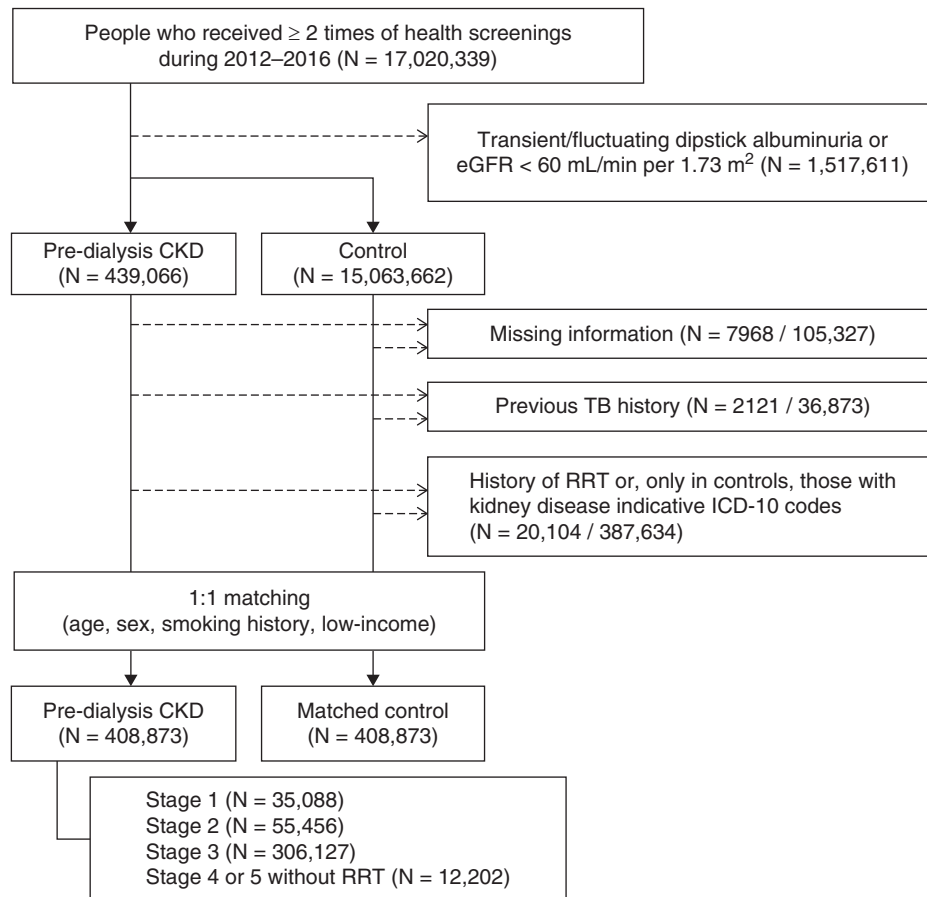 People who received ≥ 2 times of health screenings
during 2012–2016 (N = 17,020,339)
Transient/fluctuating dipstick albuminuria or
eGFR < 60 mL/min per 1.73 m² (N = 1,517,611)
Pre-dialysis CKD
(N = 439,066)
Control
(N = 15,063,662)
Missing information (N = 7968 / 105,327)
Previous TB history (N = 2121 / 36,873)
History of RRT or, only in controls, those with
kidney disease indicative ICD-10 codes
(N = 20,104 / 387,634)
1:1 matching
(age, sex, smoking history, low-income)
Pre-dialysis CKD
(N = 408,873)
Matched control
(N = 408,873)
Stage 1 (N = 35,088)
Stage 2 (N = 55,456)
Stage 3 (N = 306,127)
Stage 4 or 5 without RRT (N = 12,202)